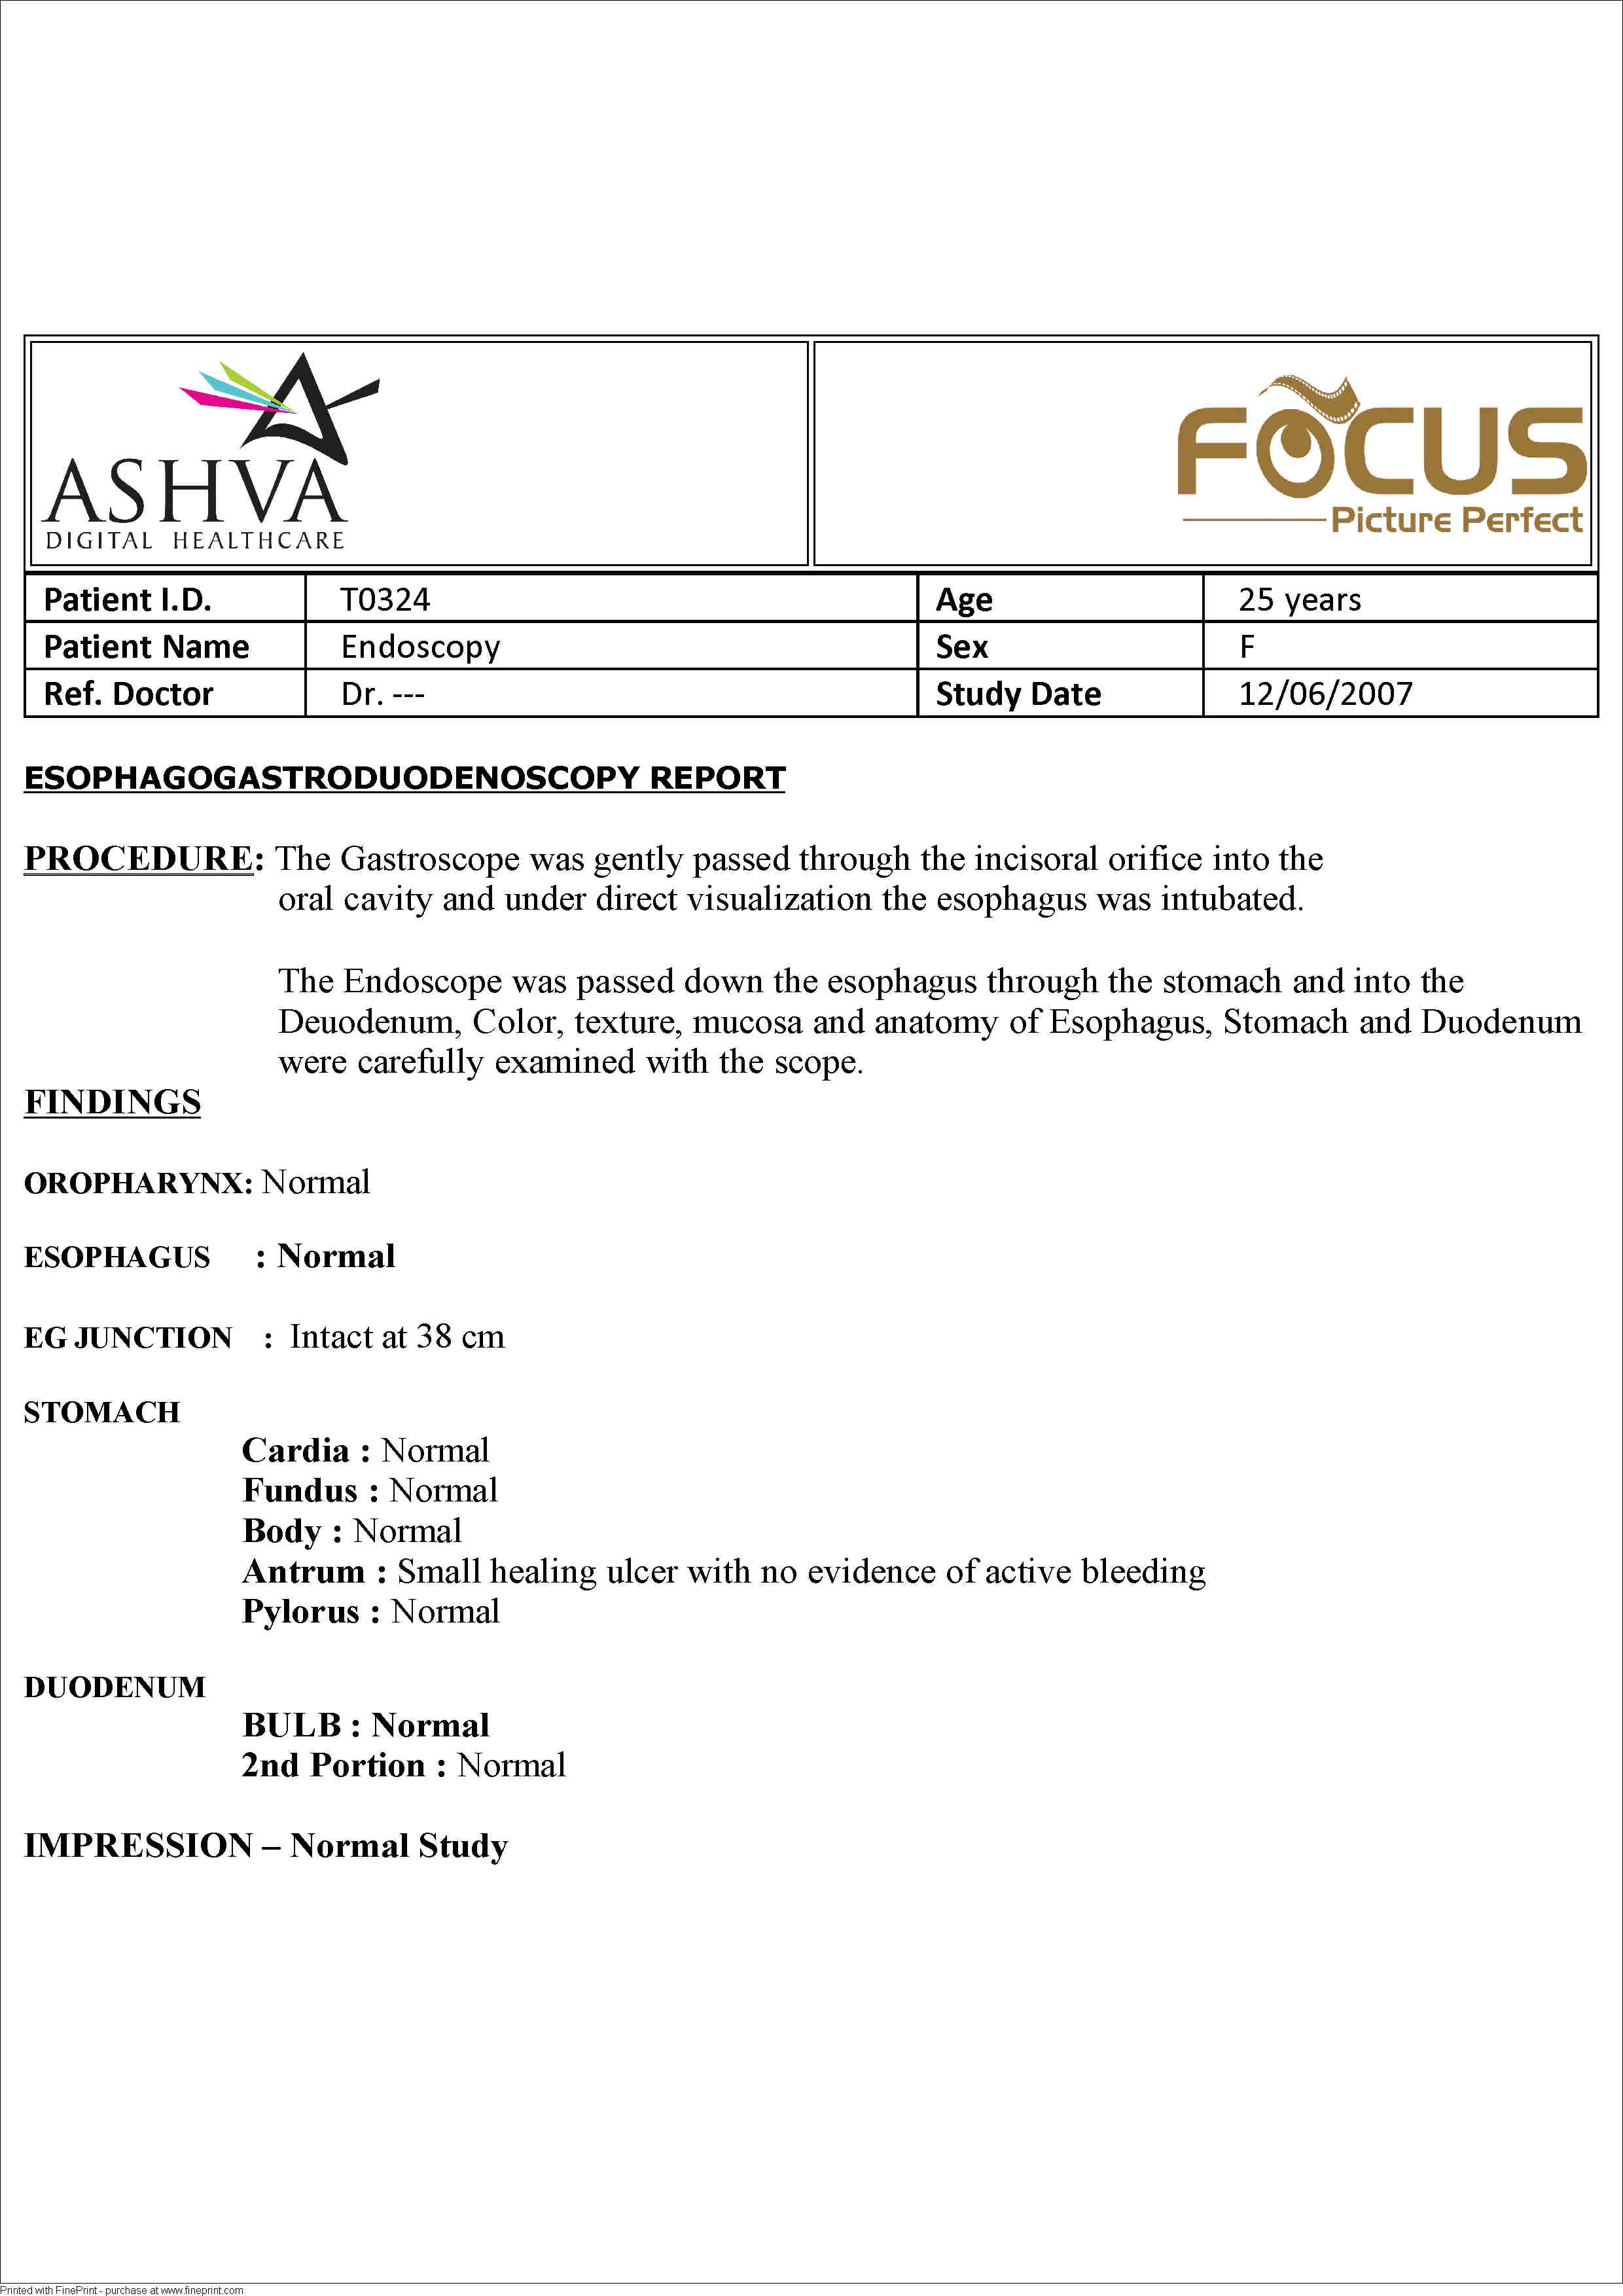 ASHVA
DIGITAL HEALTHCARE
FOCUS
Picture Perfect
Patient I.D. T0324 Age 25 years
Patient Name Endoscopy Sex F
Ref. Doctor Dr. --- Study Date 12/06/2007
ESOPHAGOGASTRODUODENOSCOPY REPORT
PROCEDURE: The Gastroscope was gently passed through the incisoral orifice into the
oral cavity and under direct visualization the esophagus was intubated.
The Endoscope was passed down the esophagus through the stomach and into the
Deuodenum, Color, texture, mucosa and anatomy of Esophagus, Stomach and Duodenum
were carefully examined with the scope.
FINDINGS
OROPHARYNX: Normal
ESOPHAGUS : Normal
EG JUNCTION : Intact at 38 cm
STOMACH
Cardia : Normal
Fundus : Normal
Body : Normal
Antrum : Small healing ulcer with no evidence of active bleeding
Pylorus : Normal
DUODENUM
BULB : Normal
2nd Portion : Normal
IMPRESSION – Normal Study
Printed with FinePrint - purchase at www.fineprint.com